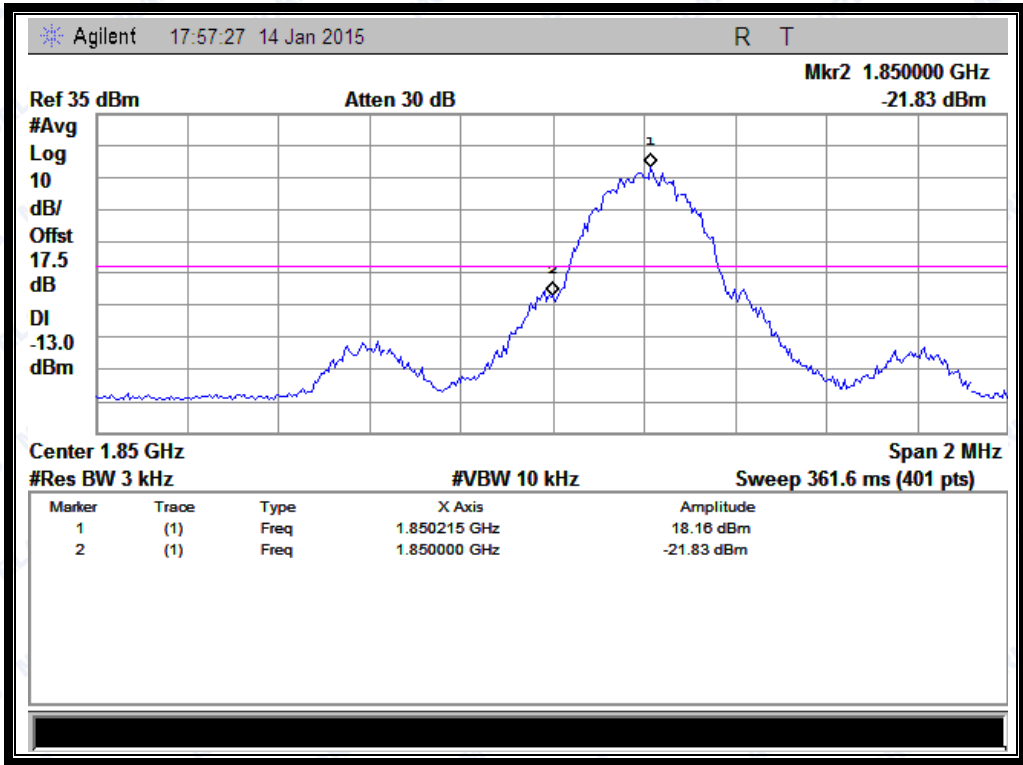 Agilent 17:57:27 14 Jan 2015 R T
Mkr2 1.850000 GHz
Ref 35 dBm Atten 30 dB -21.83 dBm
#Avg
Log
10
dB/
Offst
17.5
dB
DI
-13.0
dBm
1
2
Center 1.85 GHz Span 2 MHz
#Res BW 3 kHz #VBW 10 kHz Sweep 361.6 ms (401 pts)
Marker Trace Type X Axis Amplitude
1 (1) Freq 1.850215 GHz 18.16 dBm
2 (1) Freq 1.850000 GHz -21.83 dBm